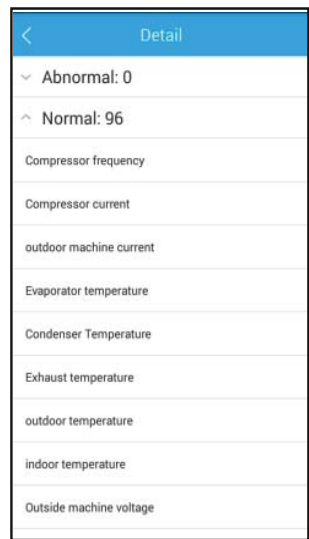 Detail
Abnormal: 0
Normal: 96
Compressor frequency
Compressor current
outdoor machine current
Evaporator temperature
Condenser Temperature
Exhaust temperature
outdoor temperature
indoor temperature
Outside machine voltage